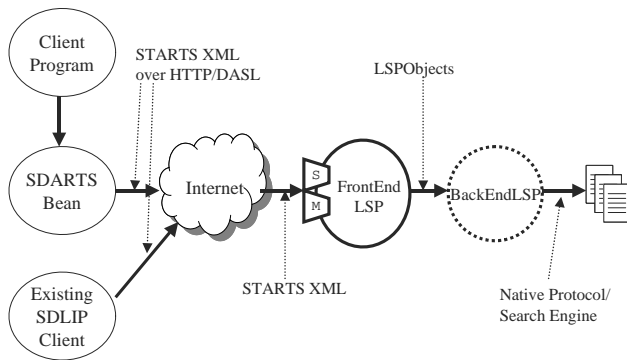 Client
Program
STARTS XML
over HTTP/DASL
LSPObjects
SDARTS
Bean
Internet
S
M
FrontEnd
LSP
BackEndLSP
STARTS XML
Existing
SDLIP
Client
Native Protocol/
Search Engine